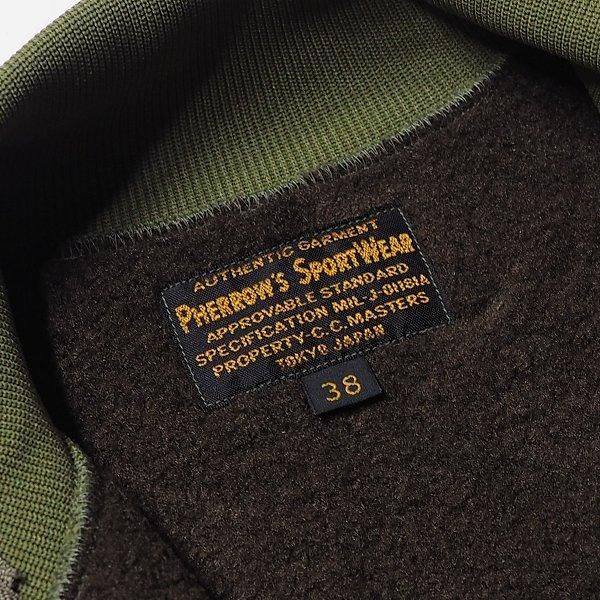 AUTHENTIC GARMENT
PHERROW'S SPORTWEAR
APPROVABLE STANDARD
SPECIFICATION MIL-J-01181A
PROPERTY-C.C.MASTERS
TOKYO JAPAN
38